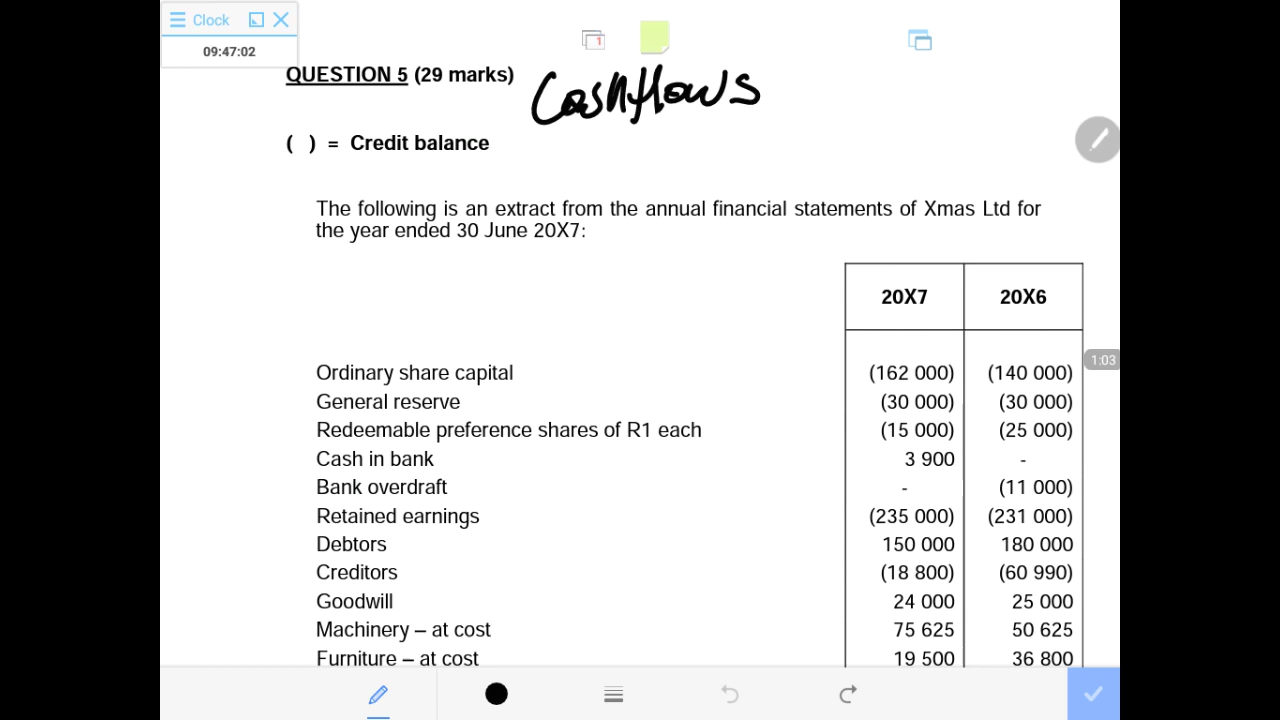 Clock
09:47:02
1
QUESTION 5 (29 marks) Cashflows
( ) = Credit balance
The following is an extract from the annual financial statements of Xmas Ltd for
the year ended 30 June 20X7:
20X7 20X6
1:03
Ordinary share capital (162 000) (140 000)
General reserve (30 000) (30 000)
Redeemable preference shares of R1 each (15 000) (25 000)
Cash in bank 3 900 -
Bank overdraft - (11 000)
Retained earnings (235 000) (231 000)
Debtors 150 000 180 000
Creditors (18 800) (60 990)
Goodwill 24 000 25 000
Machinery – at cost 75 625 50 625
Furniture – at cost 19 500 36 800